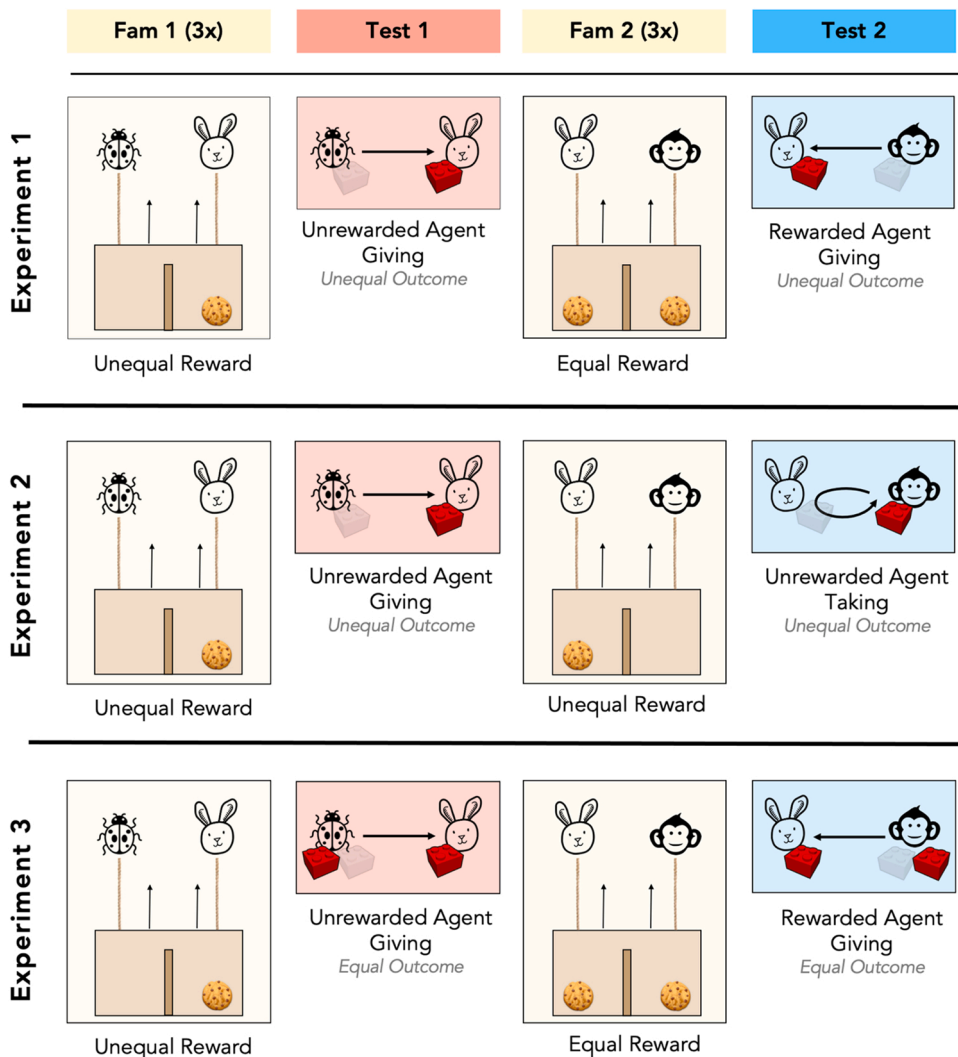 Fam 1 (3x)
Test 1
Fam 2 (3x)
Test 2
Experiment 1
Unequal Reward
Unrewarded Agent
Giving
Unequal Outcome
Equal Reward
Rewarded Agent
Giving
Unequal Outcome
Experiment 2
Unequal Reward
Unrewarded Agent
Giving
Unequal Outcome
Unequal Reward
Unrewarded Agent
Taking
Unequal Outcome
Experiment 3
Unequal Reward
Unrewarded Agent
Giving
Equal Outcome
Equal Reward
Rewarded Agent
Giving
Equal Outcome